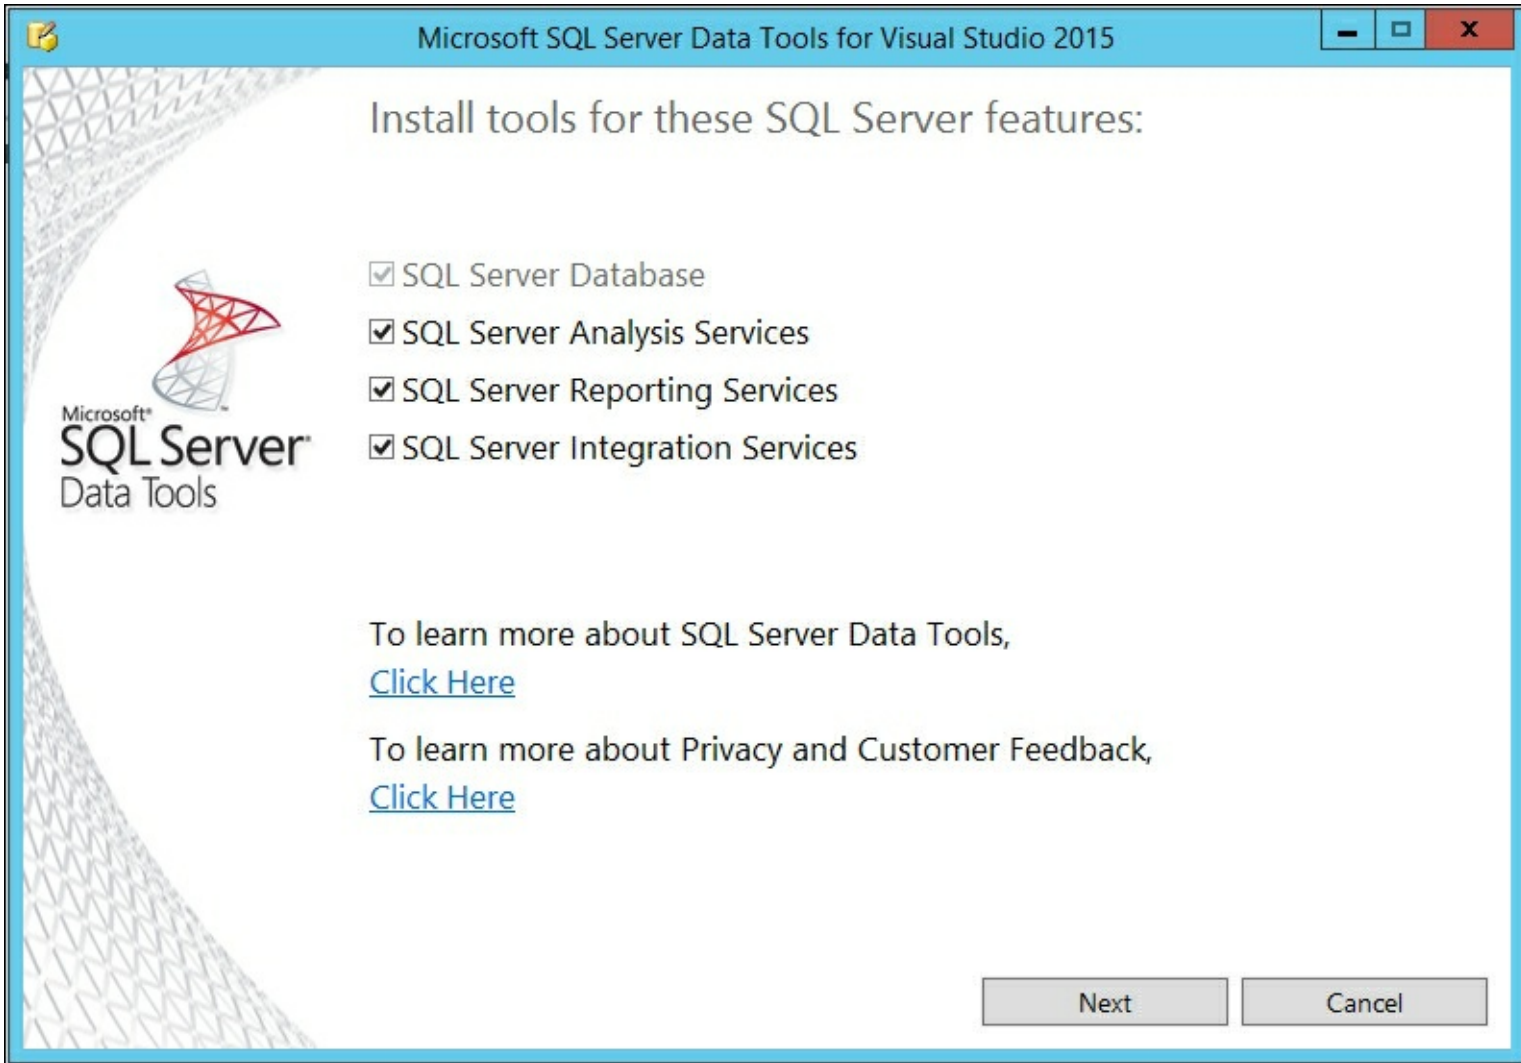 Microsoft SQL Server Data Tools for Visual Studio 2015
Install tools for these SQL Server features:
SQL Server Database
SQL Server Analysis Services
SQL Server Reporting Services
SQL Server Integration Services
Microsoft®
SQL Server®
Data Tools
To learn more about SQL Server Data Tools,
Click Here
To learn more about Privacy and Customer Feedback,
Click Here
Next
Cancel